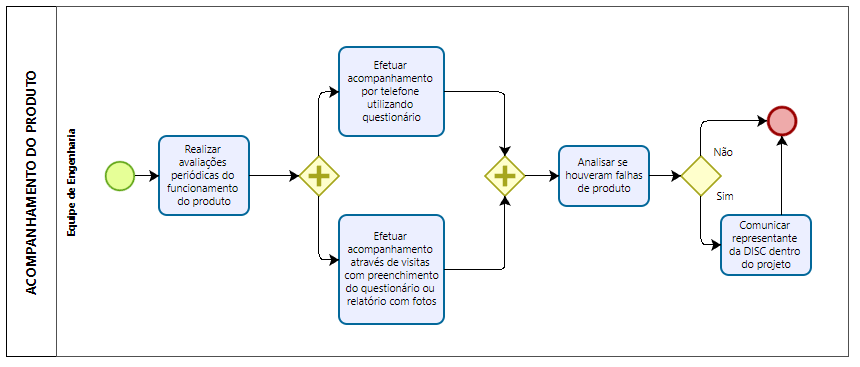 ACOMPANHAMENTO DO PRODUTO
Equipe de Engenharia
Realizar
avaliações
periódicas do
funcionamento
do produto
Efetuar
acompanhamento
por telefone
utilizando
questionário
Efetuar
acompanhamento
através de visitas
com preenchimento
do questionário ou
relatório com fotos
Analisar se
houveram falhas
de produto
Não
Sim
Comunicar
representante
da DISC dentro
do projeto